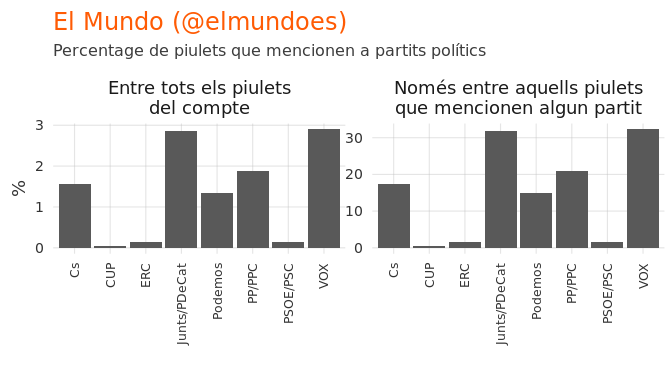 El Mundo (@elmundoes)
Percentage de piulets que mencionen a partits polítics
Entre tots els piulets
del compte
%
3
2
1
0
Cs
CUP
ERC
Junts/PDeCat
Podemos
PP/PPC
PSOE/PSC
VOX
Només entre aquells piulets
que mencionen algun partit
30
20
10
0
Cs
CUP
ERC
Junts/PDeCat
Podemos
PP/PPC
PSOE/PSC
VOX